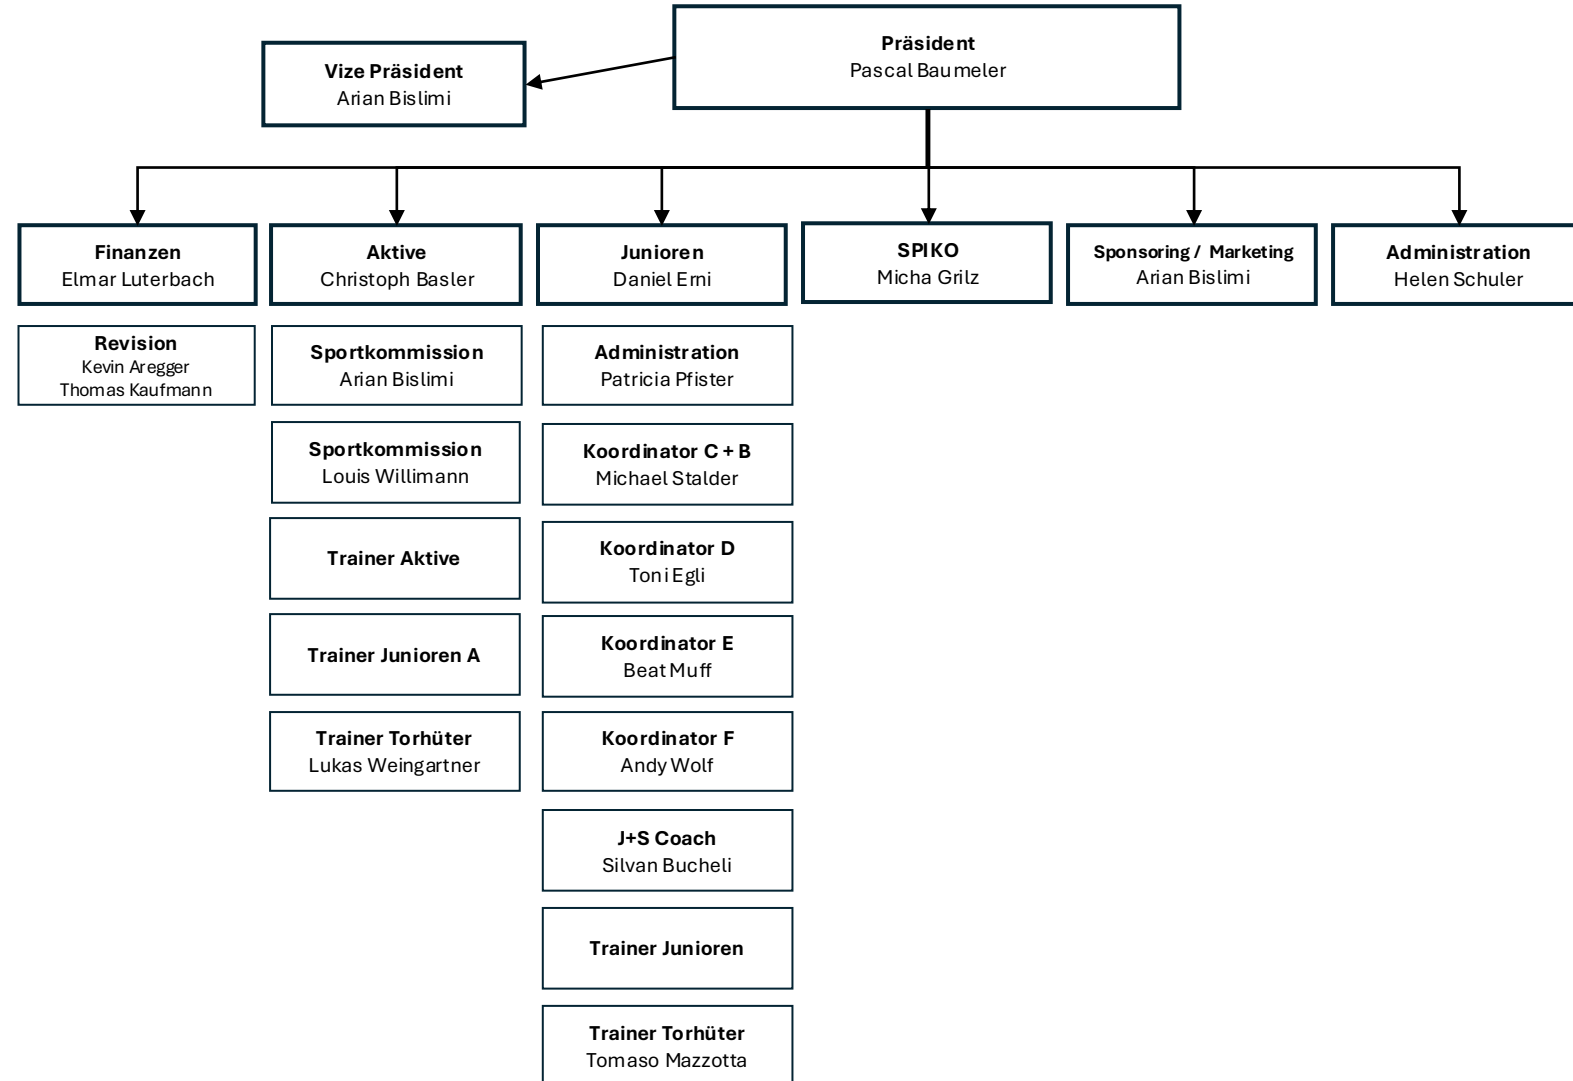 Präsident
Pascal Baumeler
Vize Präsident
Arian Bislimi
Finanzen
Elmar Luterbach
Aktive
Christoph Basler
Junioren
Daniel Erni
SPIKO
Micha Grilz
Sponsoring / Marketing
Arian Bislimi
Administration
Helen Schuler
Revision
Kevin Aregger
Thomas Kaufmann
Sportkommission
Arian Bislimi
Sportkommission
Louis Willimann
Trainer Aktive
Trainer Junioren A
Trainer Torhüter
Lukas Weingartner
Administration
Patricia Pfister
Koordinator C + B
Michael Stalder
Koordinator D
Toni Egli
Koordinator E
Beat Muff
Koordinator F
Andy Wolf
J+S Coach
Silvan Bucheli
Trainer Junioren
Trainer Torhüter
Tomaso Mazzotta